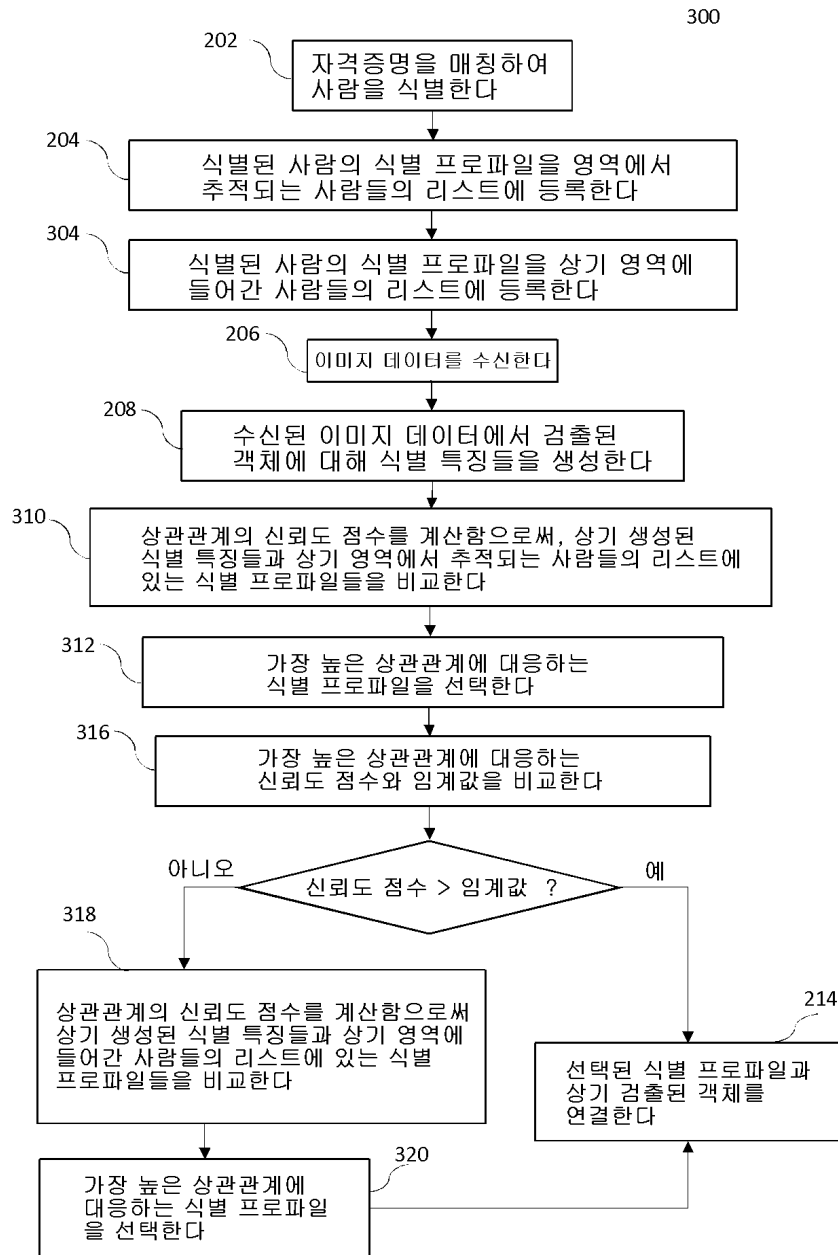 300
202
자격증명을 매칭하여
사람을 식별한다
204
식별된 사람의 식별 프로파일을 영역에서
추적되는 사람들의 리스트에 등록한다
304
식별된 사람의 식별 프로파일을 상기 영역에
들어간 사람들의 리스트에 등록한다
206
이미지 데이터를 수신한다
208
수신된 이미지 데이터에서 검출된
객체에 대해 식별 특징들을 생성한다
310
상관관계의 신뢰도 점수를 계산함으로써, 상기 생성된
식별 특징들과 상기 영역에서 추적되는 사람들의 리스트에
있는 식별 프로파일들을 비교한다
312
가장 높은 상관관계에 대응하는
식별 프로파일을 선택한다
316
가장 높은 상관관계에 대응하는
신뢰도 점수와 임계값을 비교한다
아니오
신뢰도 점수 > 임계값 ?
예
318
상관관계의 신뢰도 점수를 계산함으로써
상기 생성된 식별 특징들과 상기 영역에
들어간 사람들의 리스트에 있는 식별
프로파일들을 비교한다
214
선택된 식별 프로파일과
상기 검출된 객체를
연결한다
320
가장 높은 상관관계에
대응하는 식별 프로파일
을 선택한다